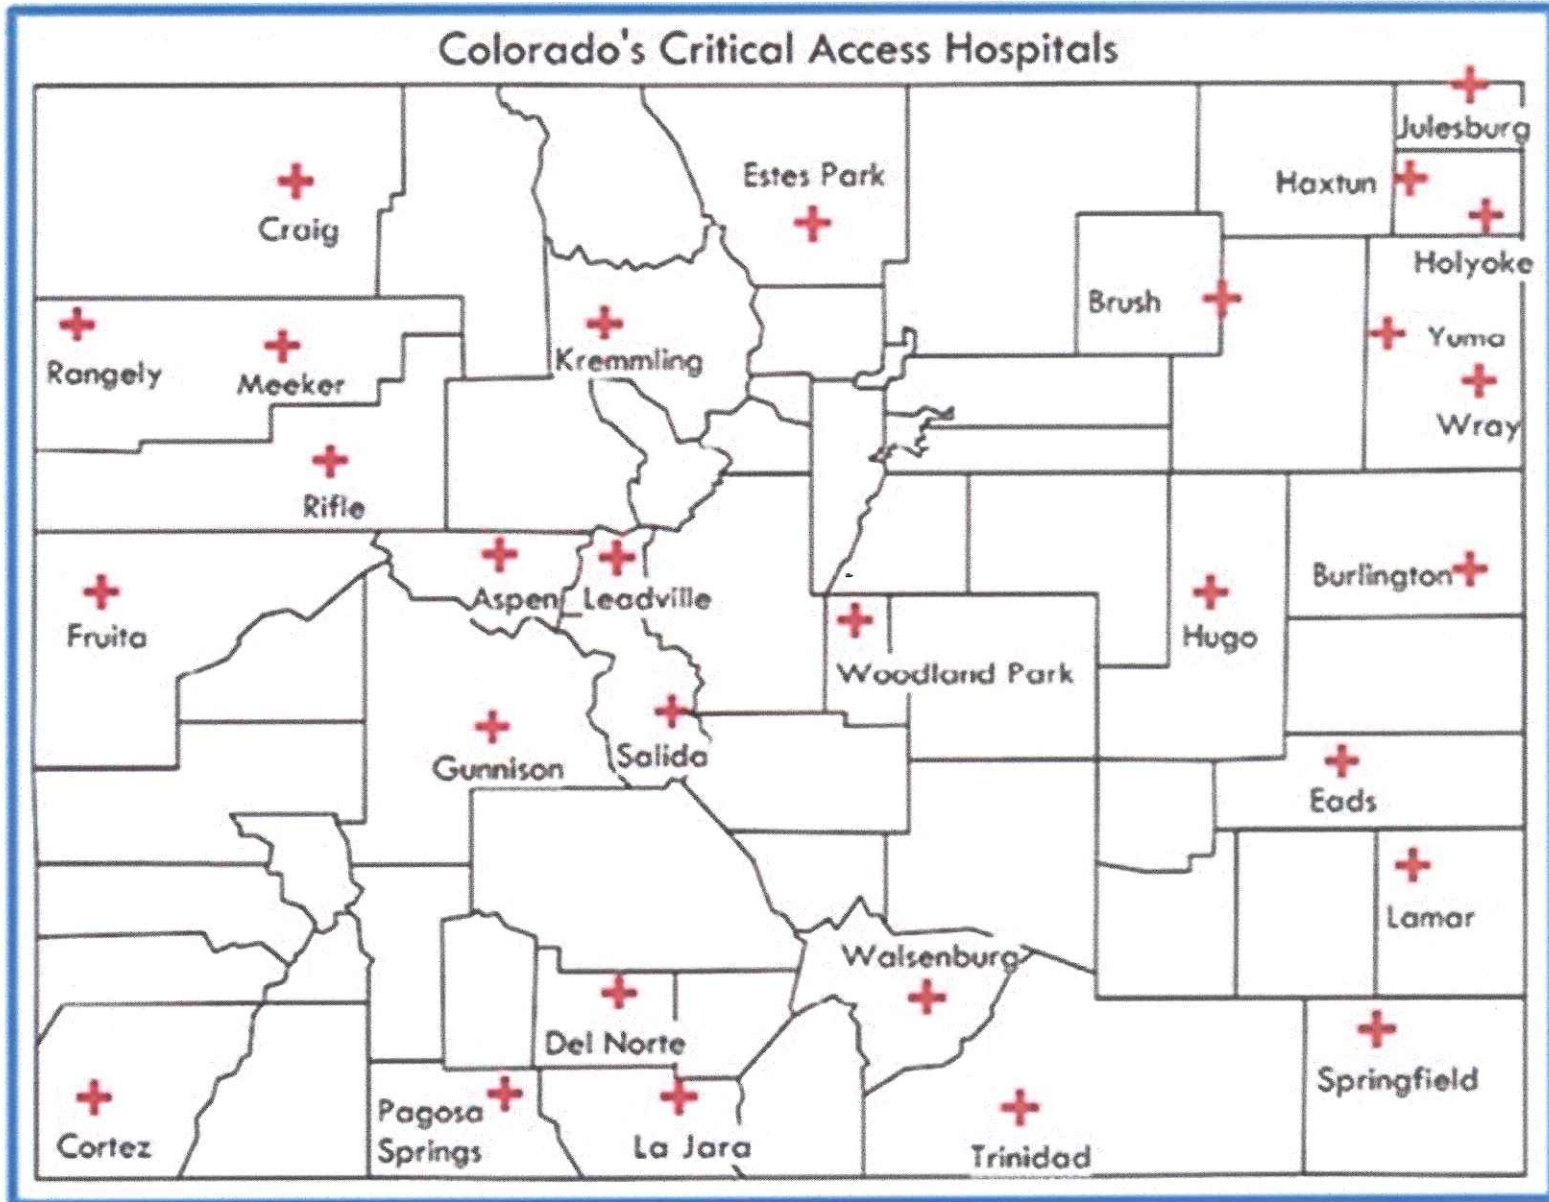 Colorado's Critical Access Hospitals
Julesburg
Estes Park
Haxtun
Craig
Holyoke
Brush
Yuma
Rangely
Meeker
Kremmling
Wray
Rifle
Burlington
Aspen
Leadville
Fruita
Hugo
Woodland Park
Salida
Gunnison
Eads
Lamar
Walsenburg
Del Norte
Springfield
Pagosa
Springs
Cortez
La Jara
Trinidad